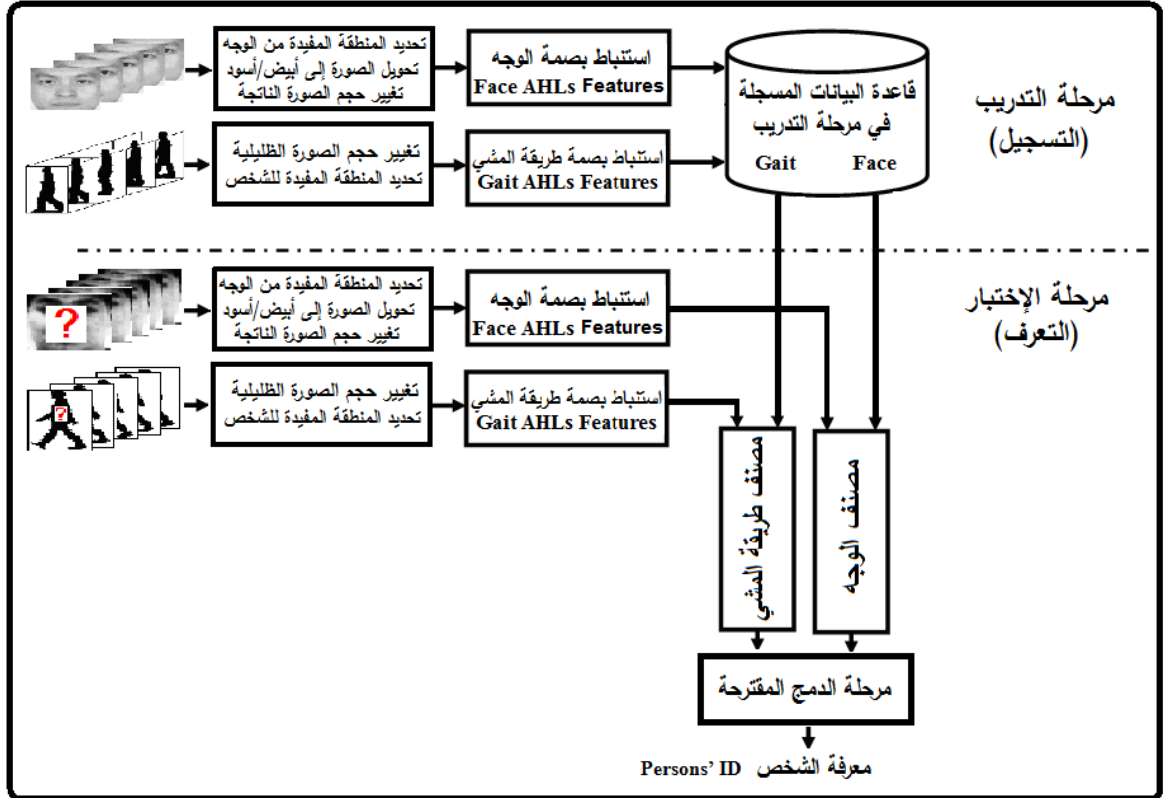 تحديد المنطقة المفيدة من الوجه
تحويل الصورة إلى أبيض/أسود
تغيير حجم الصورة الناتجة
استنباط بصمة الوجه
Face AHLs Features
قاعدة البيانات المسجلة
في مرحلة التدريب
Gait Face
مرحلة التدريب
(التسجيل)
تغيير حجم الصورة الظليلية
تحديد المنطقة المفيدة للشخص
استنباط بصمة طريقة المشي
Gait AHLs Features
مرحلة الإختبار
(التعرف)
?
تحديد المنطقة المفيدة من الوجه
تحويل الصورة إلى أبيض/أسود
تغيير حجم الصورة الناتجة
استنباط بصمة الوجه
Face AHLs Features
?
تغيير حجم الصورة الظليلية
تحديد المنطقة المفيدة للشخص
استنباط بصمة طريقة المشي
Gait AHLs Features
مصنف طريقة المشي
مصنف الوجه
مرحلة الدمج المقترحة
معرفة الشخص Persons' ID